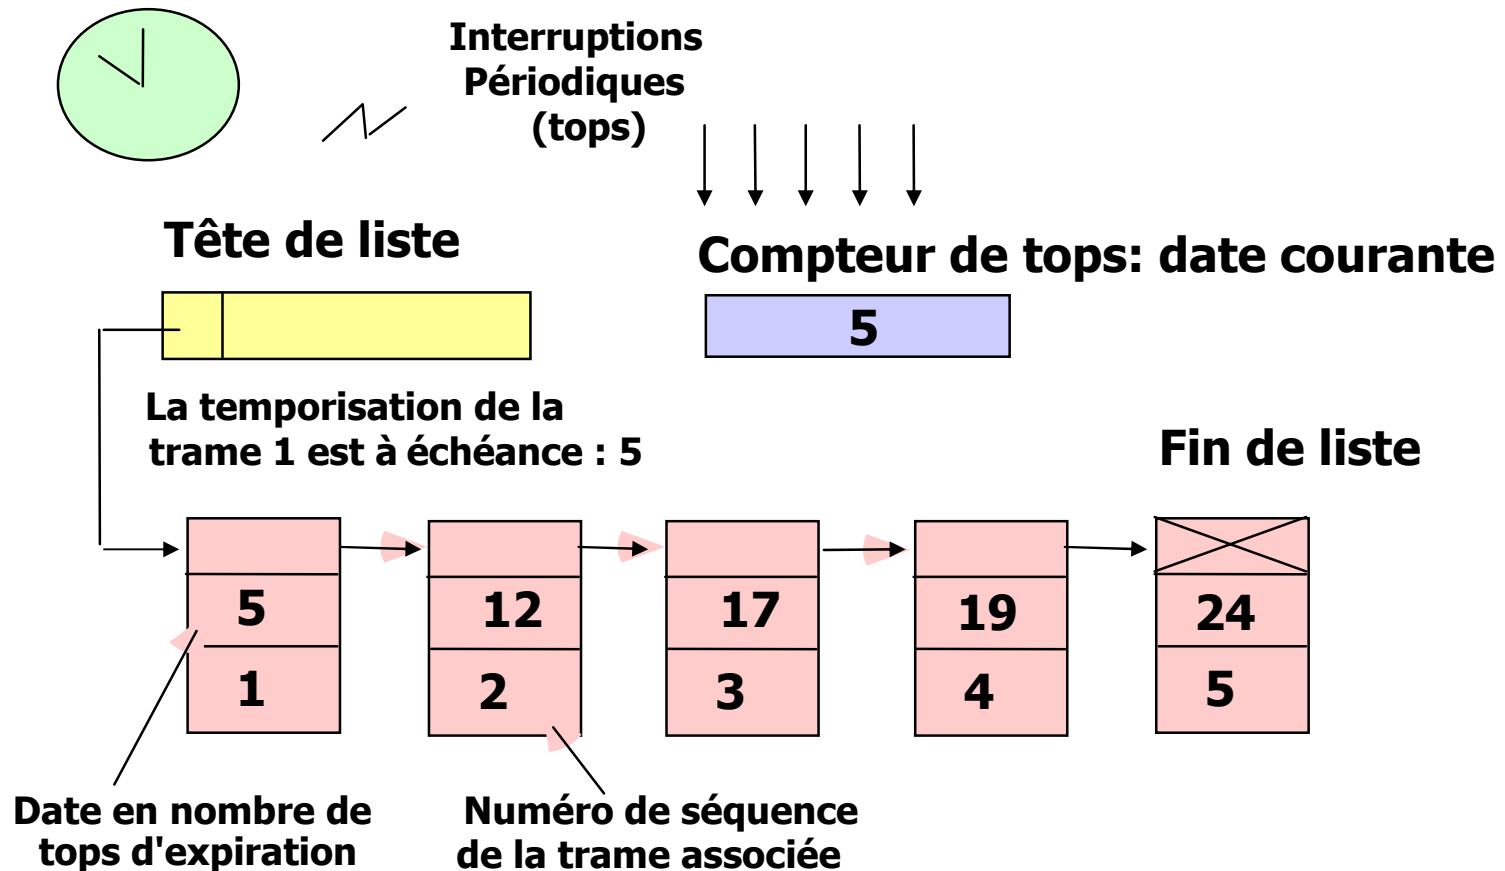 Interruptions
Périodiques
(tops)
Tête de liste
Compteur de tops: date courante
5
La temporisation de la
trame 1 est à échéance : 5
Fin de liste
5
12
17
19
24
1
2
3
4
5
Date en nombre de
tops d'expiration
Numéro de séquence
de la trame associée